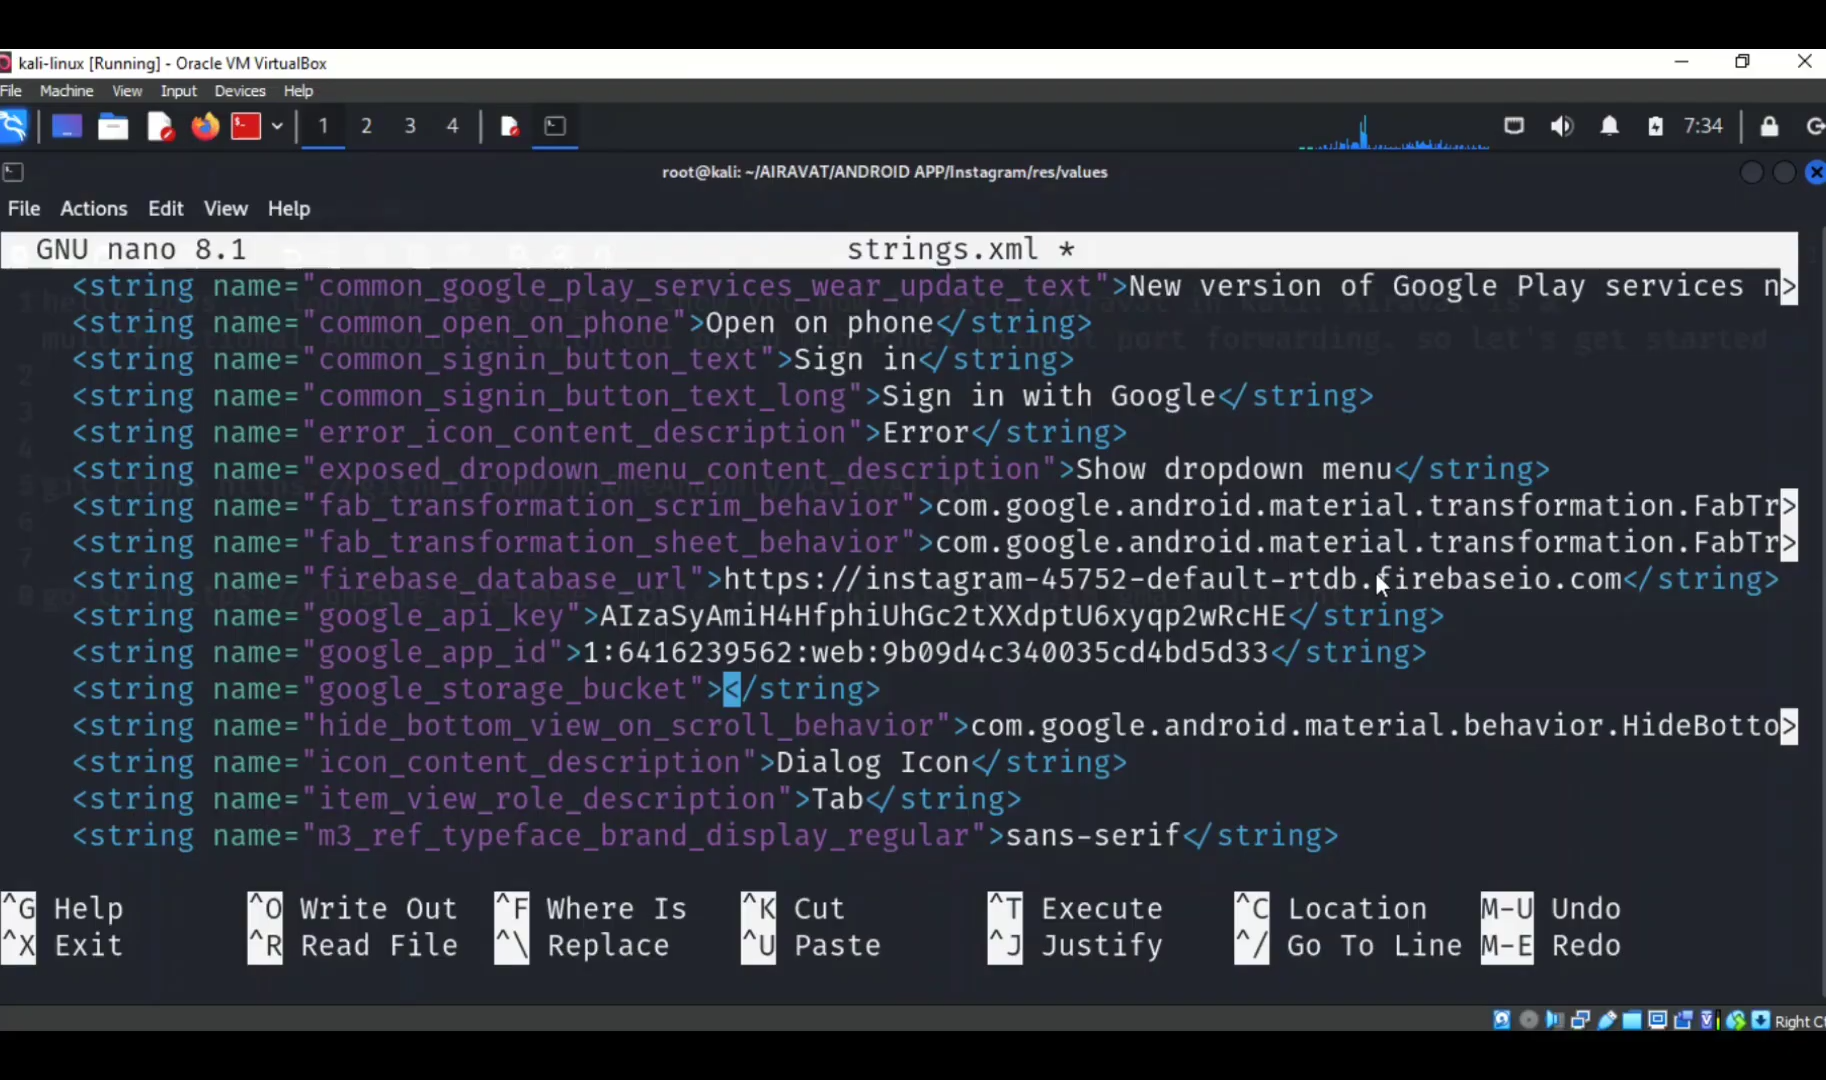 kali-linux [Running] - Oracle VM VirtualBox
File Machine View Input Devices Help
1 2 3 4 7:34
root@kali: ~/AIRAVAT/ANDROID APP/Instagram/res/values
File Actions Edit View Help
GNU nano 8.1 strings.xml *
<string name="common_google_play_services_wear_update_text">New version of Google Play services n>
<string name="common_open_on_phone">Open on phone</string>
<string name="common_signin_button_text">Sign in</string>
<string name="common_signin_button_text_long">Sign in with Google</string>
<string name="error_icon_content_description">Error</string>
<string name="exposed_dropdown_menu_content_description">Show dropdown menu</string>
<string name="fab_transformation_scrim_behavior">com.google.android.material.transformation.FabTr>
<string name="fab_transformation_sheet_behavior">com.google.android.material.transformation.FabTr>
<string name="firebase_database_url">https://instagram-45752-default-rtdb.firebaseio.com</string>
<string name="google_api_key">AIzaSyAmiH4HfphiUhGc2tXXdptU6xyqp2wRcHE</string>
<string name="google_app_id">1:6416239562:web:9b09d4c340035cd4bd5d33</string>
<string name="google_storage_bucket"></string>
<string name="hide_bottom_view_on_scroll_behavior">com.google.android.material.behavior.HideBotto>
<string name="icon_content_description">Dialog Icon</string>
<string name="item_view_role_description">Tab</string>
<string name="m3_ref_typeface_brand_display_regular">sans-serif</string>
^G Help ^O Write Out ^F Where Is ^K Cut ^T Execute ^C Location M-U Undo
^X Exit ^R Read File ^\ Replace ^U Paste ^J Justify ^/ Go To Line M-E Redo
Right C